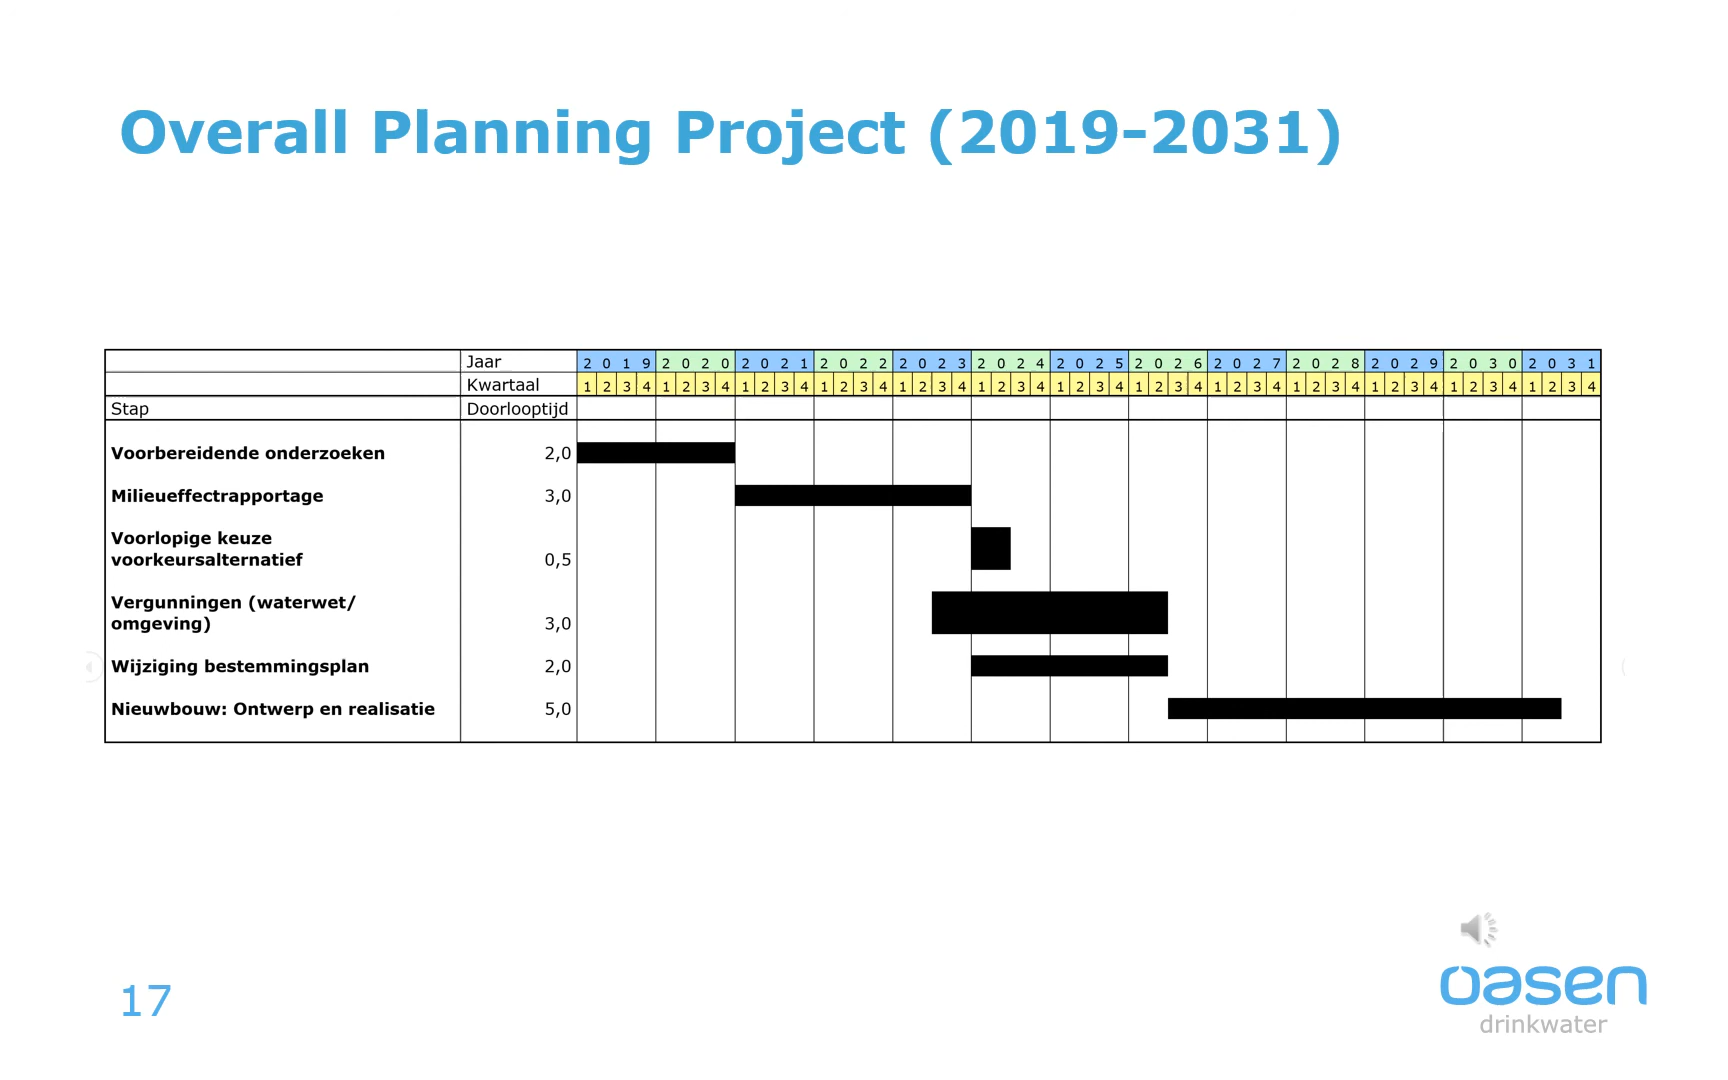 Overall Planning Project (2019-2031)
Jaar 2019 2020 2021 2022 2023 2024 2025 2026 2027 2028 2029 2030 2031
Kwartaal 1 2 3 4 1 2 3 4 1 2 3 4 1 2 3 4 1 2 3 4 1 2 3 4 1 2 3 4 1 2 3 4 1 2 3 4 1 2 3 4 1 2 3 4 1 2 3 4 1 2 3 4
Stap Doorlooptijd
Voorbereidende onderzoeken 2,0
Milieueffectrapportage 3,0
Voorlopige keuze
voorkeursalternatief 0,5
Vergunningen (waterwet/
omgeving) 3,0
Wijziging bestemmingsplan 2,0
Nieuwbouw: Ontwerp en realisatie 5,0
17
oasen
drinkwater